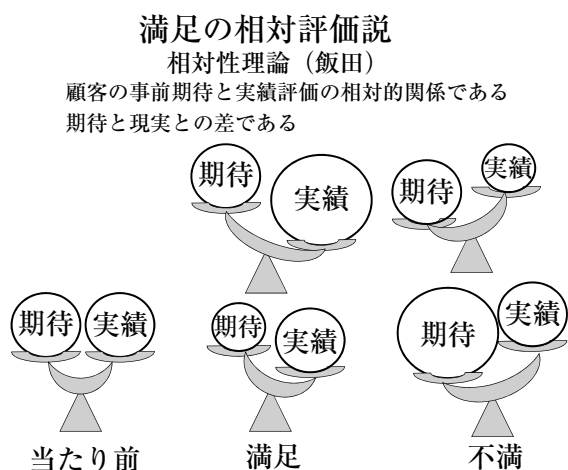 満足の相対評価説
相対性理論（飯田）
顧客の事前期待と実績評価の相対的関係である
期待と現実との差である
期待
実績
期待
実績
期待
実績
期待
実績
期待
実績
当たり前
満足
不満